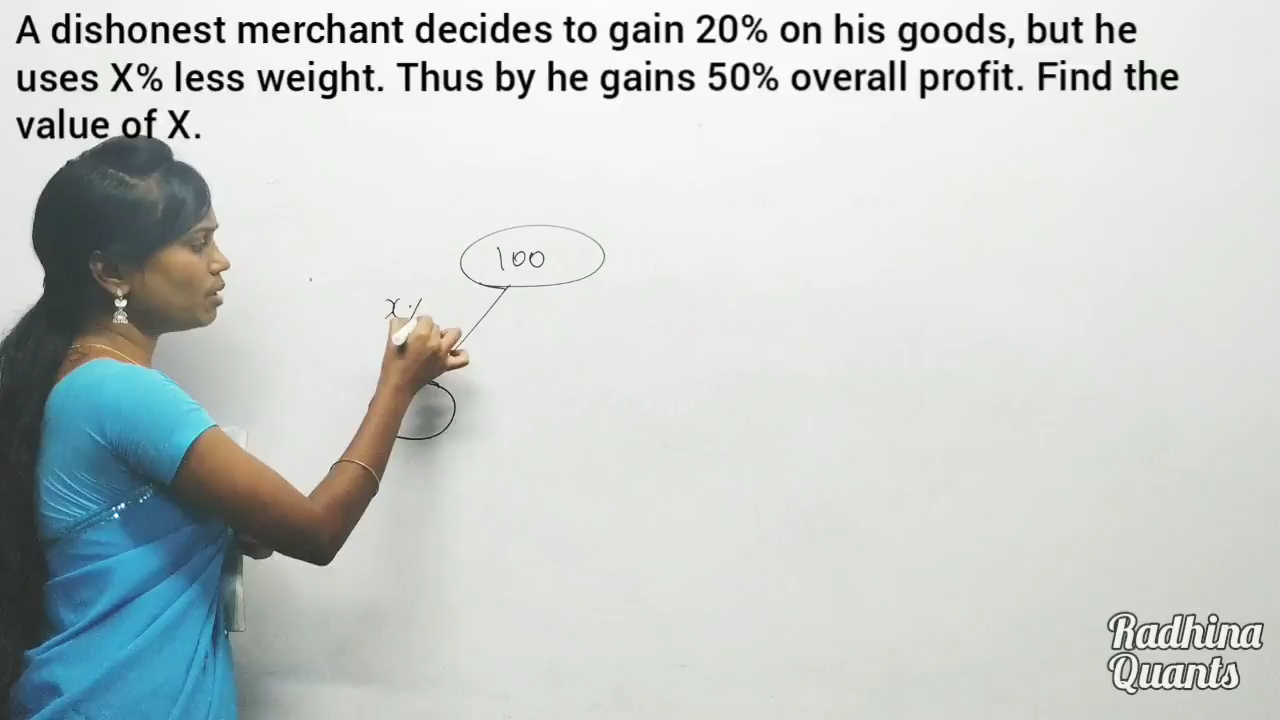 A dishonest merchant decides to gain 20% on his goods, but he
uses X% less weight. Thus by he gains 50% overall profit. Find the
value of X.
100
x%
Radhina
Quants